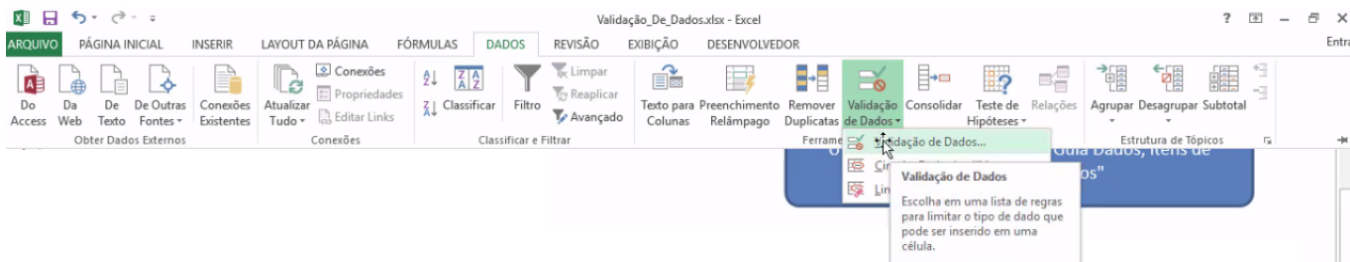 Validação_De_Dados.xlsx - Excel
?
ARQUIVO PÁGINA INICIAL INSERIR LAYOUT DA PÁGINA FÓRMULAS DADOS REVISÃO EXIBIÇÃO DESENVOLVEDOR Entra
Do Access
Da Web
De Texto
De Outras Fontes
Conexões Existentes
Obter Dados Externos
Atualizar Tudo
Conexões
Propriedades
Editar Links
Conexões
Classificar
Filtro
Limpar
Reaplicar
Avançado
Classificar e Filtrar
Texto para Colunas
Preenchimento Relâmpago
Remover Duplicatas
Validação de Dados
Consolidar
Teste de Hipóteses
Relações
Ferrame
Agrupar
Desagrupar
Subtotal
Estrutura de Tópicos
Validação de Dados...
Cir
Lin
Guia Dados, Itens de
os"
Validação de Dados
Escolha em uma lista de regras
para limitar o tipo de dado que
pode ser inserido em uma
célula.